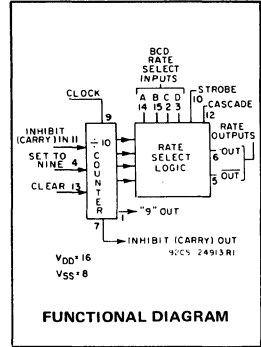 BCD
RATE
SELECT
INPUTS
A B C D
14 15 2 3
STROBE
10
CASCADE
12
CLOCK
9
RATE
OUTPUTS
INHIBIT
(CARRY) IN 11
SET TO
NINE 4
CLEAR 13
÷10
COUNTER
RATE
SELECT
LOGIC
6 "OUT"
5 OUT
1 "9" OUT
7
INHIBIT (CARRY) OUT
92CS-24913R1
VDD=16
VSS=8
FUNCTIONAL DIAGRAM